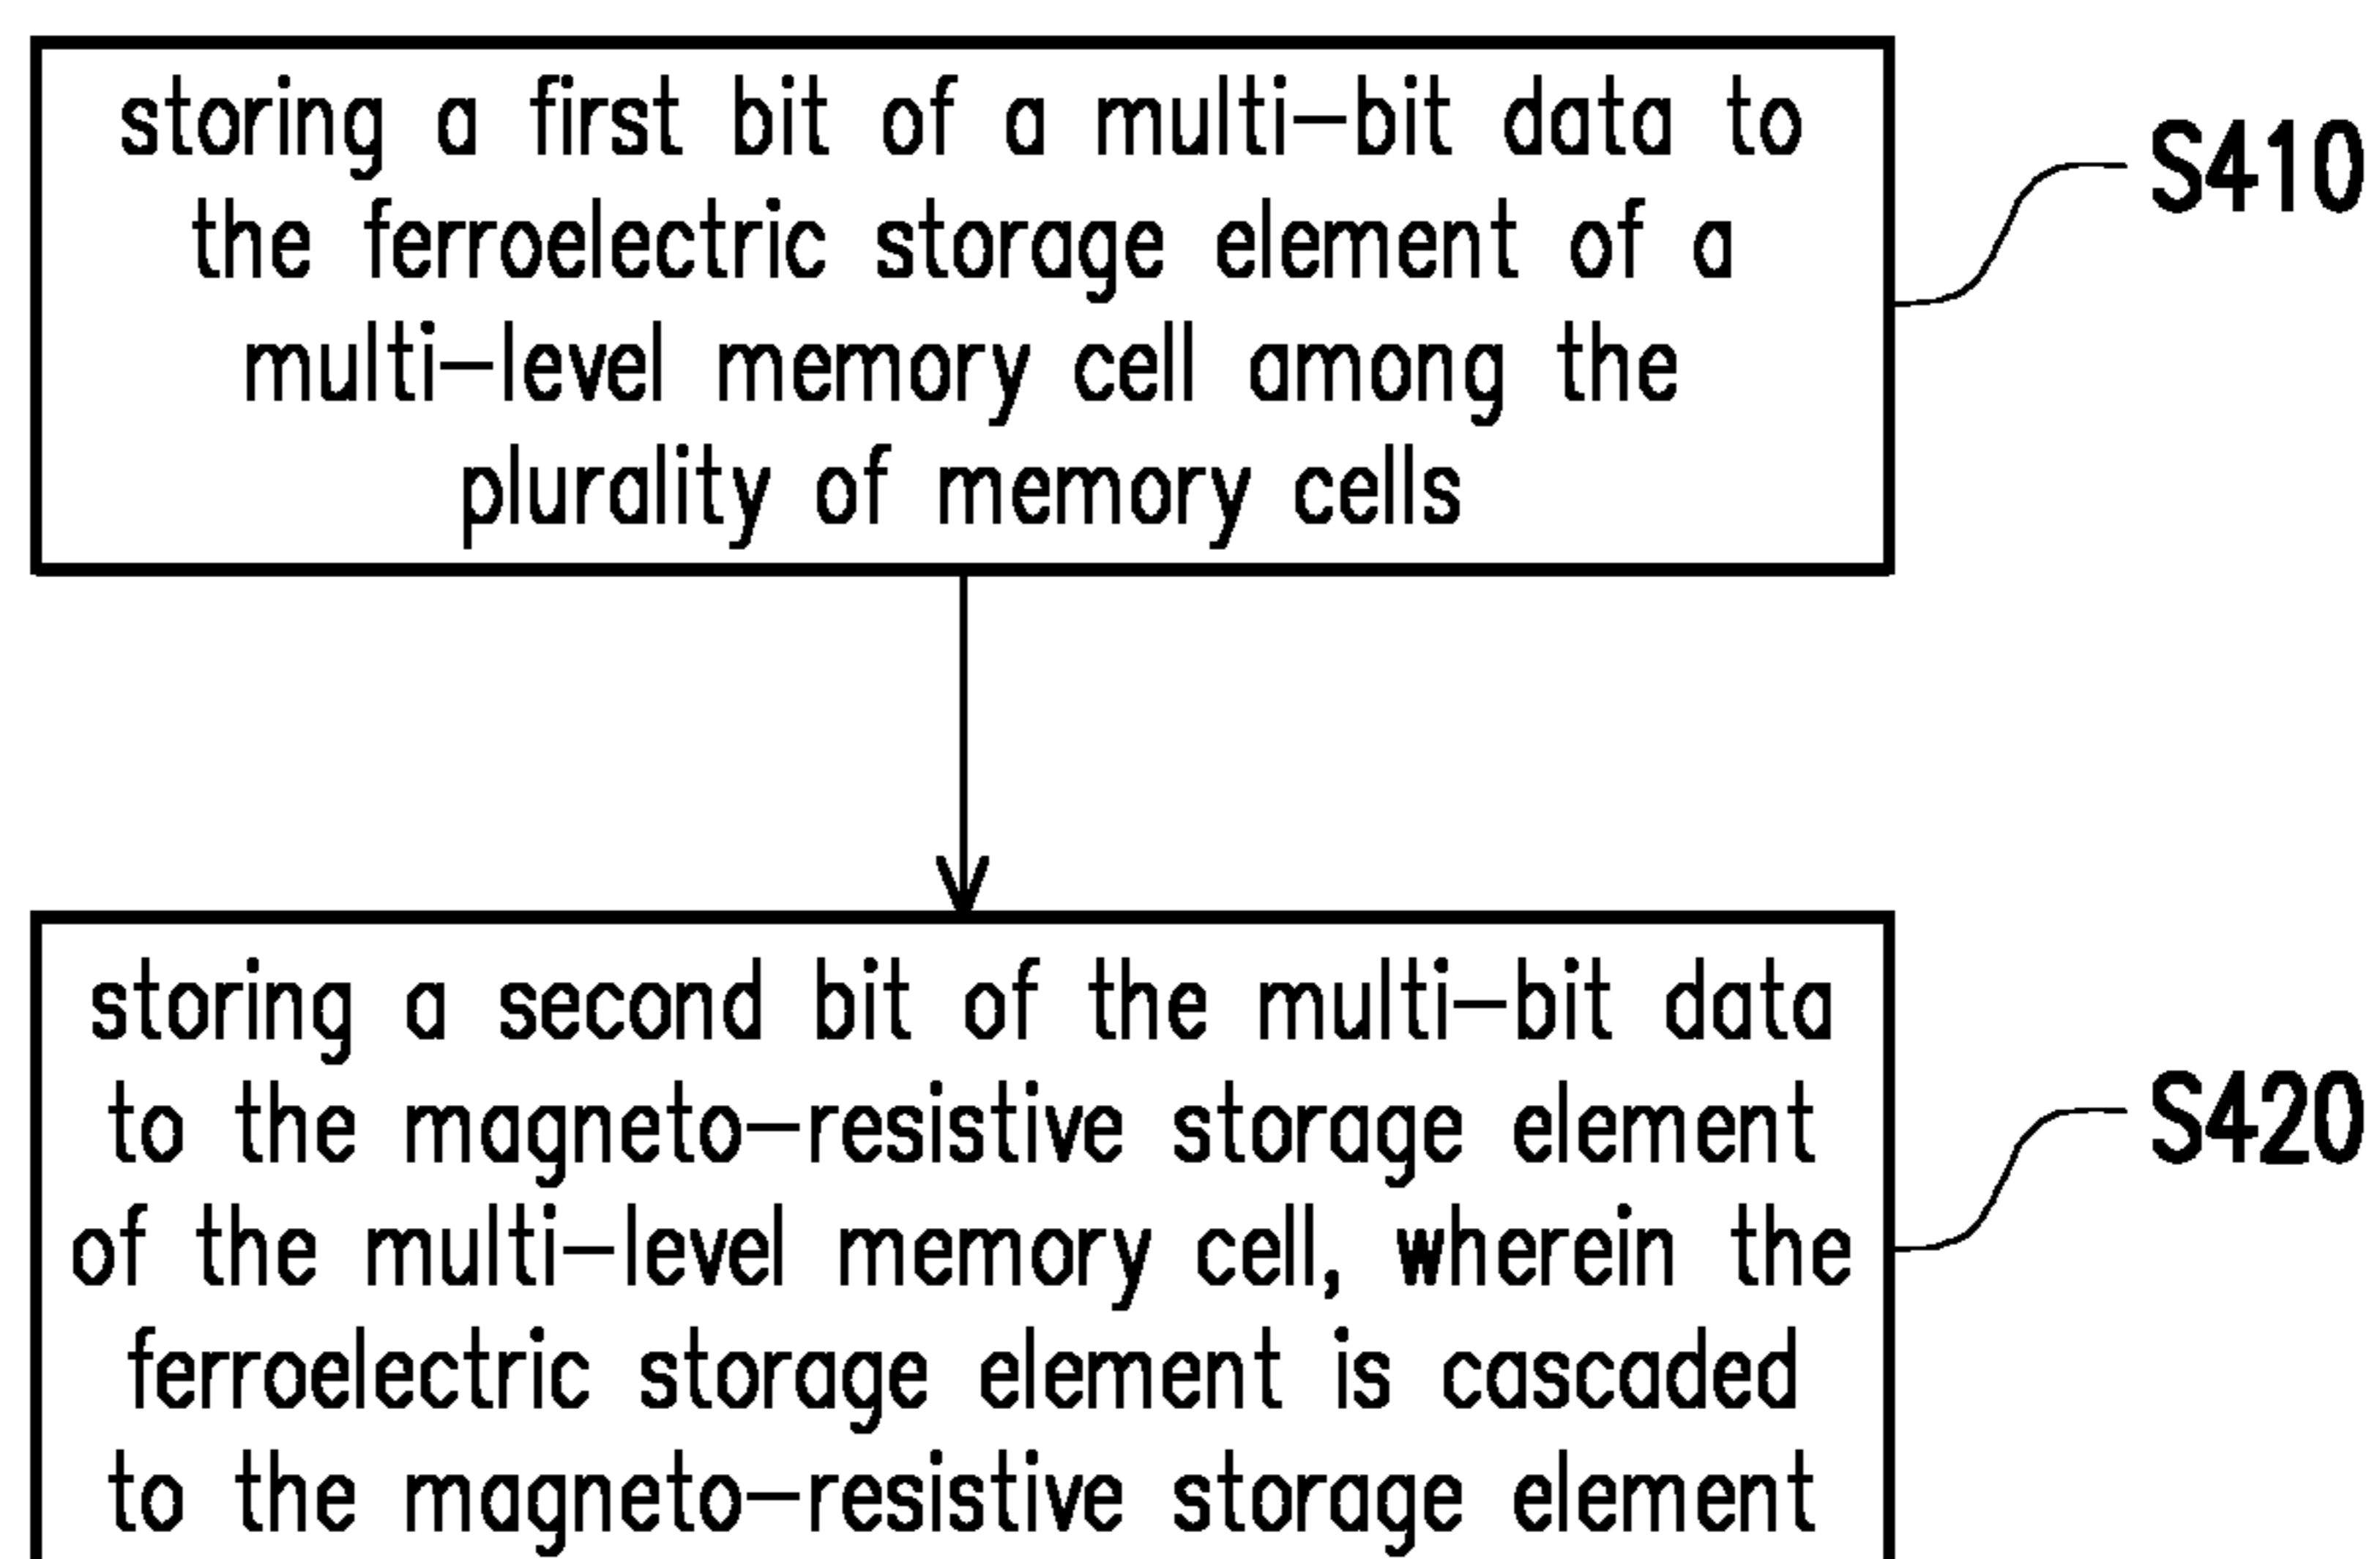 storing a first bit of a multi-bit data to
the ferroelectric storage element of a
multi-level memory cell among the
plurality of memory cells
S410
storing a second bit of the multi-bit data
to the magneto-resistive storage element
of the multi-level memory cell, wherein the
ferroelectric storage element is cascaded
to the magneto-resistive storage element
S420